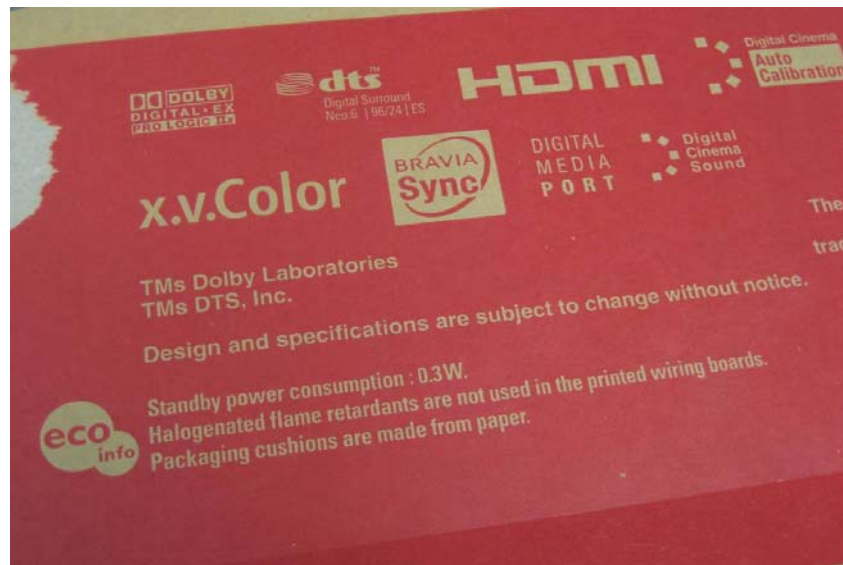 DOLBY
DIGITAL·EX
PRO LOGIC IIx
dts™
Digital Surround
Neo:6 | 96/24 | ES
HDMI
Digital Cinema
Auto
Calibration
x.v.Color
BRAVIA
Sync
DIGITAL
MEDIA
PORT
Digital
Cinema
Sound
The
TMs Dolby Laboratories
TMs DTS, Inc.
Design and specifications are subject to change without notice.
eco
info
Standby power consumption : 0.3W.
Halogenated flame retardants are not used in the printed wiring boards.
Packaging cushions are made from paper.